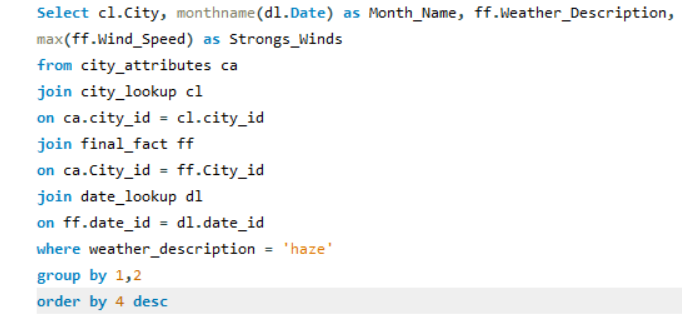 Select cl.City, monthname(dl.Date) as Month_Name, ff.Weather_Description,
max(ff.Wind_Speed) as Strongs_Winds
from city_attributes ca
join city_lookup cl
on ca.city_id = cl.city_id
join final_fact ff
on ca.City_id = ff.City_id
join date_lookup dl
on ff.date_id = dl.date_id
where weather_description = 'haze'
group by 1,2
order by 4 desc